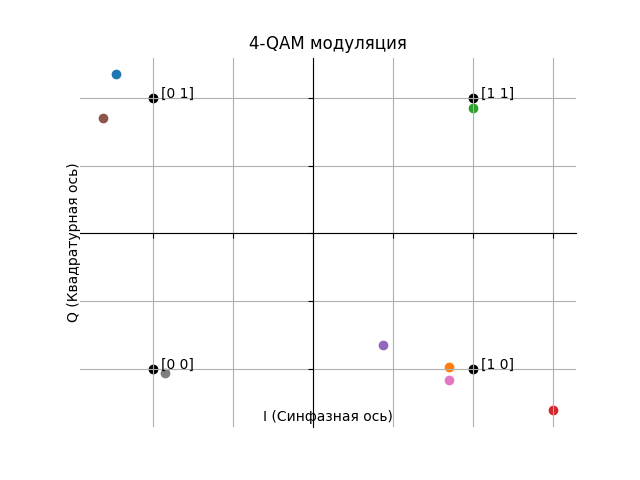 4-QAM модуляция
[0 1]
[1 1]
Q (Квадратурная ось)
[0 0]
[1 0]
I (Синфазная ось)